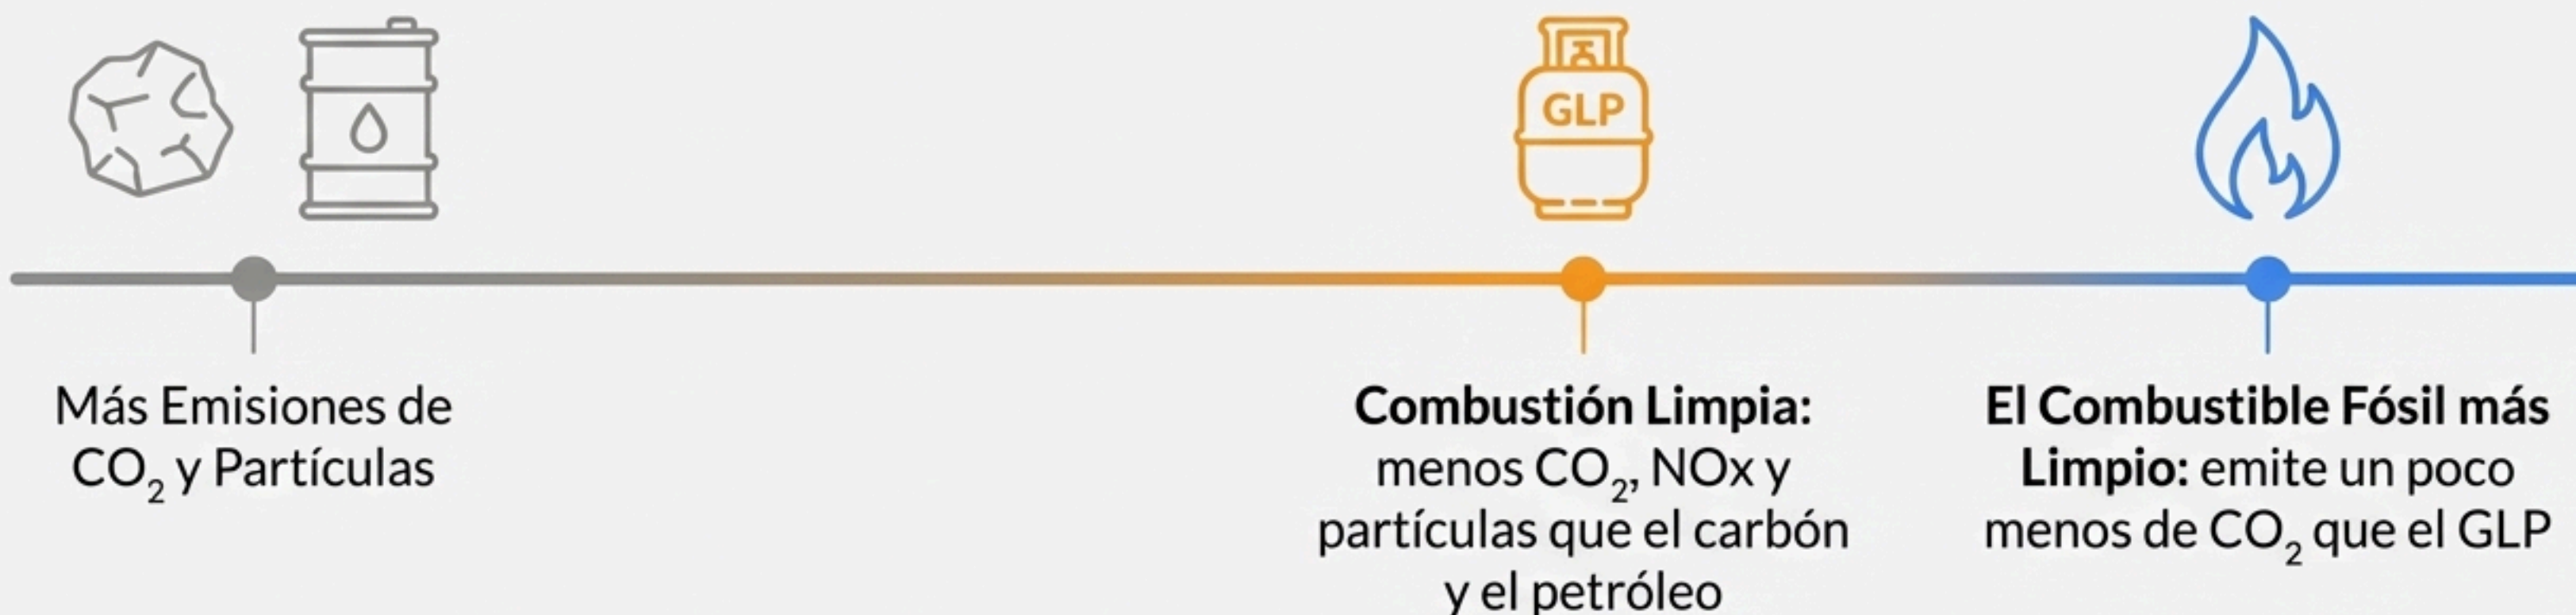 GLP
Más Emisiones de
CO₂ y Partículas
Combustión Limpia:
menos CO₂, NOx y
partículas que el carbón
y el petróleo
El Combustible Fósil más
Limpio: emite un poco
menos de CO₂ que el GLP